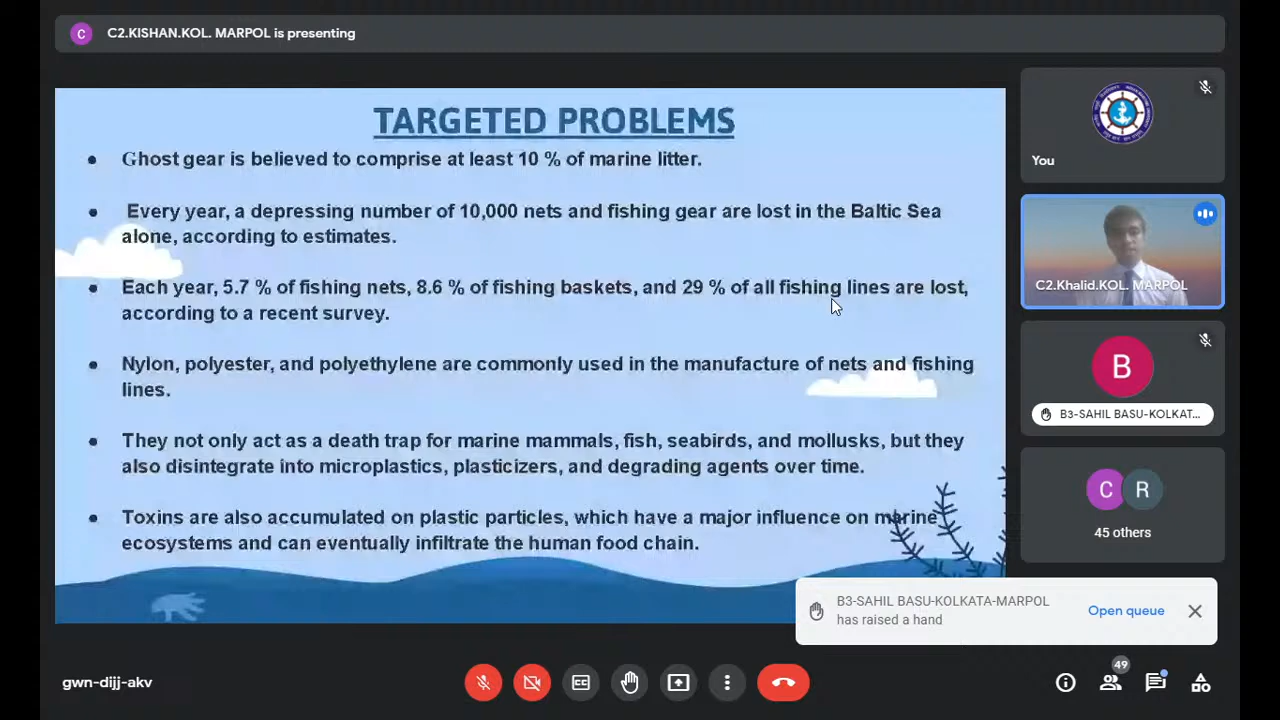 C
C2.KISHAN.KOL. MARPOL is presenting
TARGETED PROBLEMS
• Ghost gear is believed to comprise at least 10 % of marine litter.
• Every year, a depressing number of 10,000 nets and fishing gear are lost in the Baltic Sea
alone, according to estimates.
• Each year, 5.7 % of fishing nets, 8.6 % of fishing baskets, and 29 % of all fishing lines are lost,
according to a recent survey.
• Nylon, polyester, and polyethylene are commonly used in the manufacture of nets and fishing
lines.
• They not only act as a death trap for marine mammals, fish, seabirds, and mollusks, but they
also disintegrate into microplastics, plasticizers, and degrading agents over time.
• Toxins are also accumulated on plastic particles, which have a major influence on marine
ecosystems and can eventually infiltrate the human food chain.
You
C2.Khalid.KOL. MARPOL
B
B3-SAHIL BASU-KOLKAT...
C R
45 others
B3-SAHIL BASU-KOLKATA-MARPOL
has raised a hand
Open queue
gwn-dijj-akv
CC
49